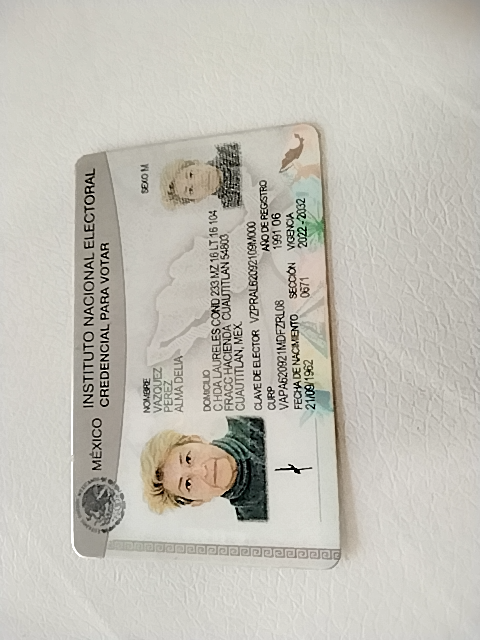 MÉXICO INSTITUTO NACIONAL ELECTORAL
CREDENCIAL PARA VOTAR
NOMBRE
VAZQUEZ
PEREZ
ALMA DELIA
SEXO M
DOMICILIO
C HDA LAURELES COND 233 MZ 16 LT 16 104
FRACC HACIENDA CUAUTITLAN 54803
CUAUTITLAN, MEX.
CLAVE DE ELECTOR VZPRAL62092109M000
CURP
VAPA620921MDFZRL08
AÑO DE REGISTRO
1991 06
FECHA DE NACIMIENTO
21/09/1962
SECCIÓN
0671
VIGENCIA
2022 - 2032